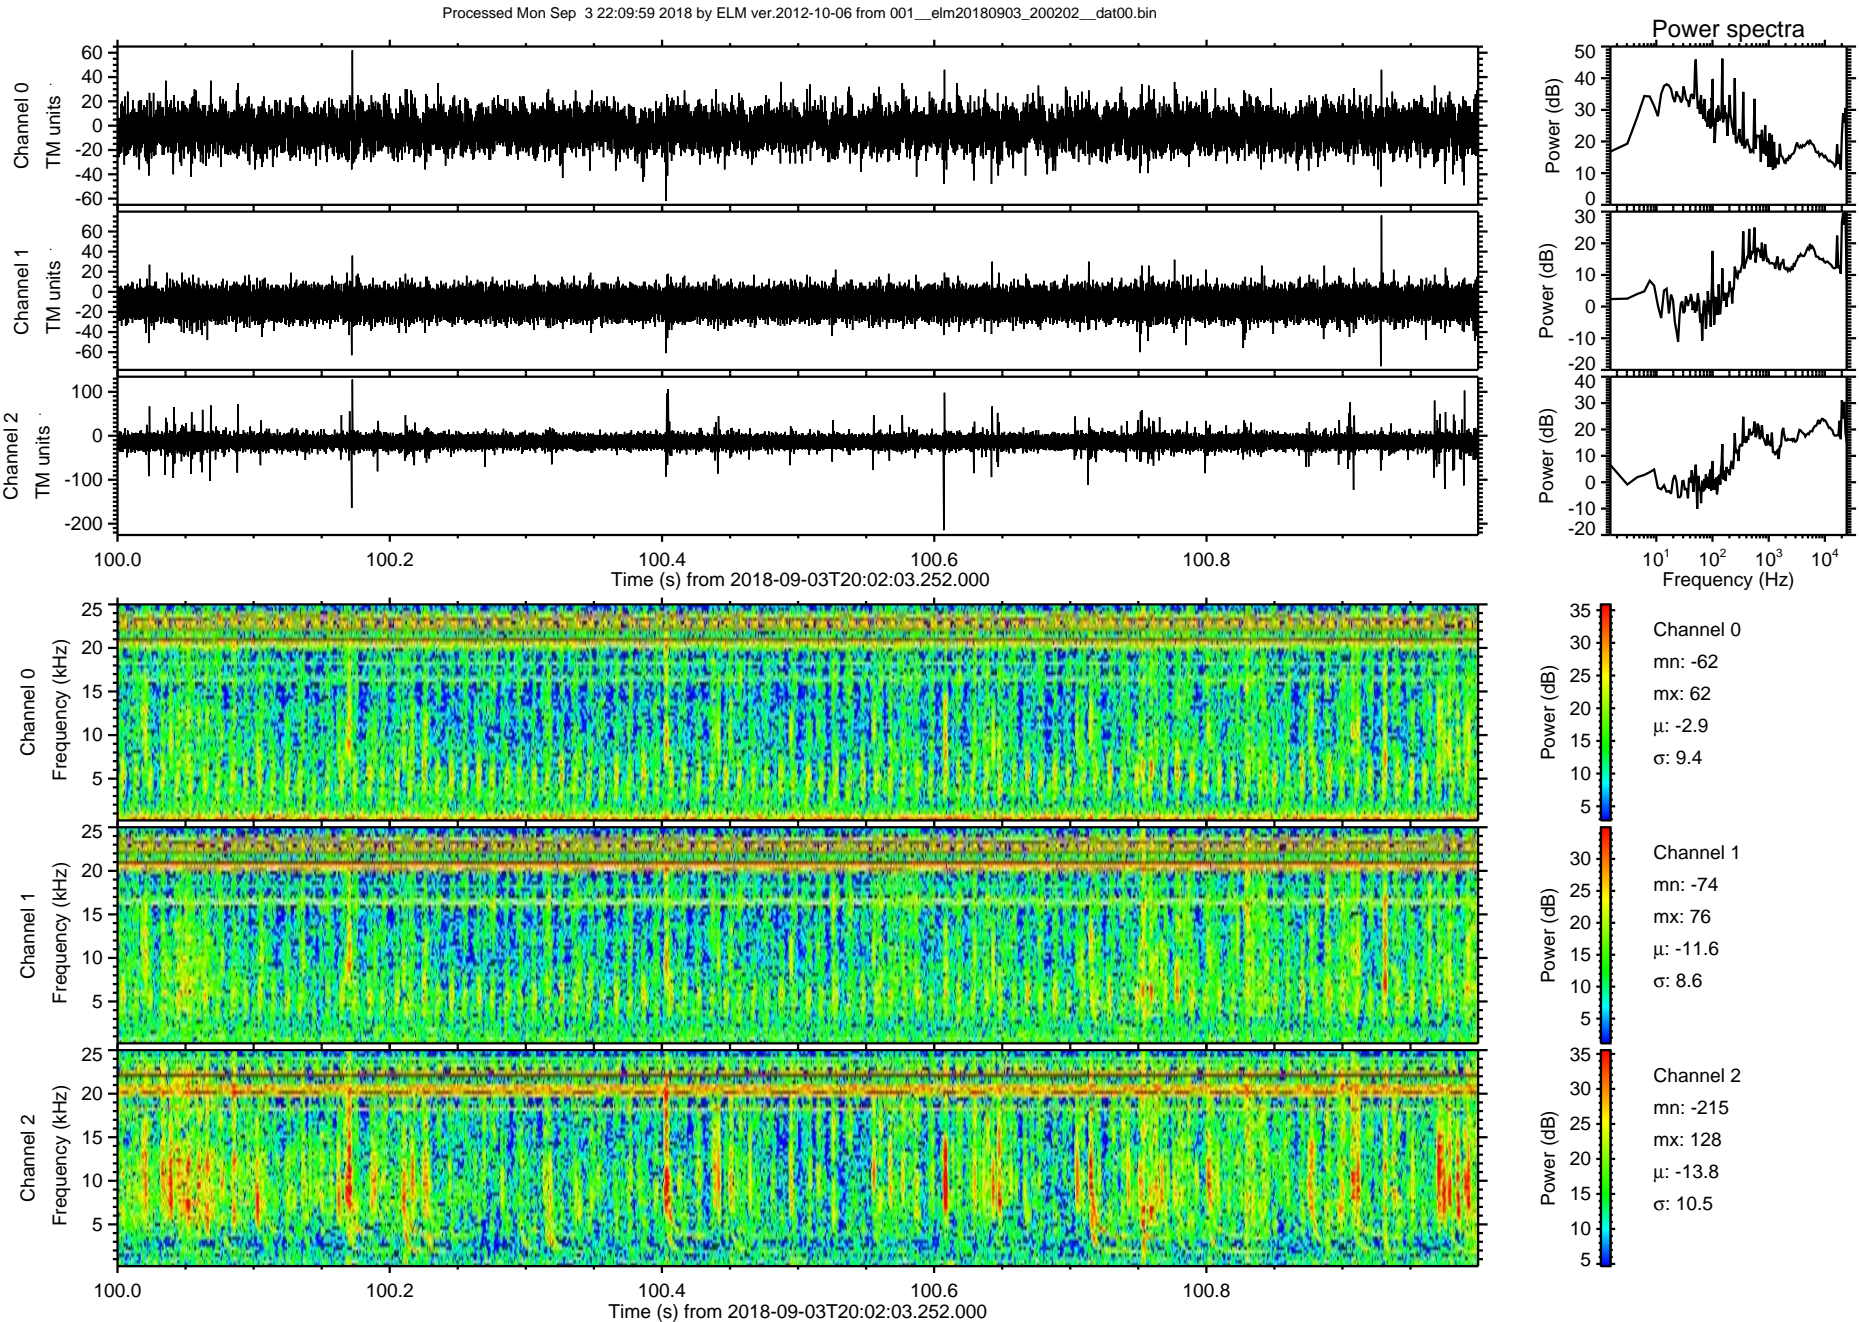 Processed Mon Sep  3 22:09:59 2018 by ELM ver.2012-10-06 from 001__elm20180903_200202__dat00.bin
Power spectra
Channel 0
TM units
60
40
20
0
-20
-40
-60
Power (dB)
50
40
30
20
10
0
Channel 1
TM units
60
40
20
0
-20
-40
-60
Power (dB)
30
20
10
0
-10
-20
Channel 2
TM units
100
0
-100
-200
Power (dB)
40
30
20
10
0
-10
-20
100.0 100.2 100.4 100.6 100.8
Time (s) from 2018-09-03T20:02:03.252.000
10¹ 10² 10³ 10⁴
Frequency (Hz)
Channel 0
Frequency (kHz)
25
20
15
10
5
Power (dB)
35
30
25
20
15
10
5
Channel 0
mn: -62
mx: 62
μ: -2.9
σ: 9.4
Channel 1
Frequency (kHz)
25
20
15
10
5
Power (dB)
30
25
20
15
10
5
Channel 1
mn: -74
mx: 76
μ: -11.6
σ: 8.6
Channel 2
Frequency (kHz)
25
20
15
10
5
Power (dB)
35
30
25
20
15
10
5
Channel 2
mn: -215
mx: 128
μ: -13.8
σ: 10.5
100.0 100.2 100.4 100.6 100.8
Time (s) from 2018-09-03T20:02:03.252.000